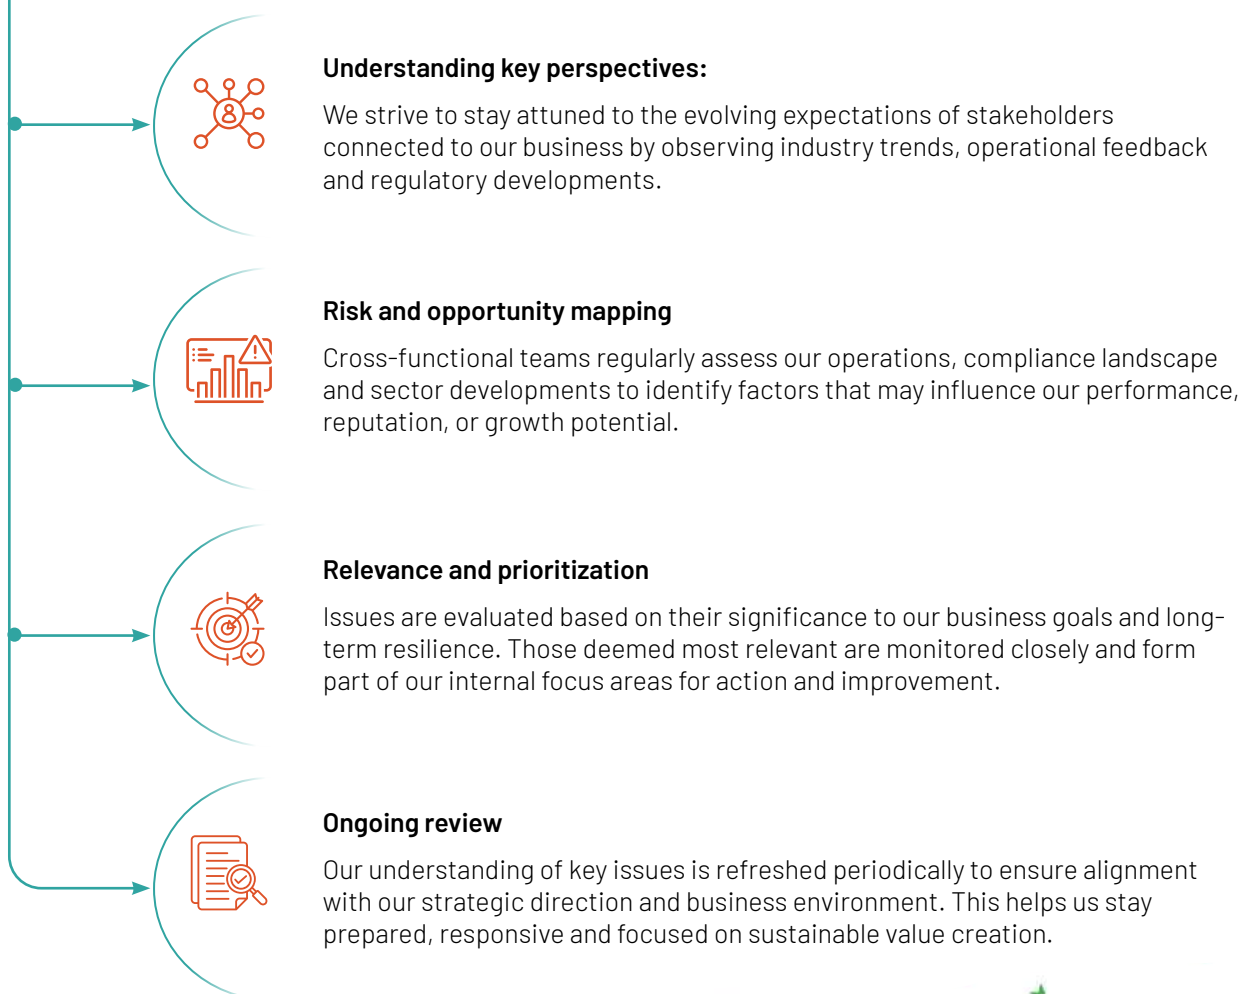 Understanding key perspectives:
We strive to stay attuned to the evolving expectations of stakeholders
connected to our business by observing industry trends, operational feedback
and regulatory developments.
Risk and opportunity mapping
Cross-functional teams regularly assess our operations, compliance landscape
and sector developments to identify factors that may influence our performance,
reputation, or growth potential.
Relevance and prioritization
Issues are evaluated based on their significance to our business goals and long-
term resilience. Those deemed most relevant are monitored closely and form
part of our internal focus areas for action and improvement.
Ongoing review
Our understanding of key issues is refreshed periodically to ensure alignment
with our strategic direction and business environment. This helps us stay
prepared, responsive and focused on sustainable value creation.